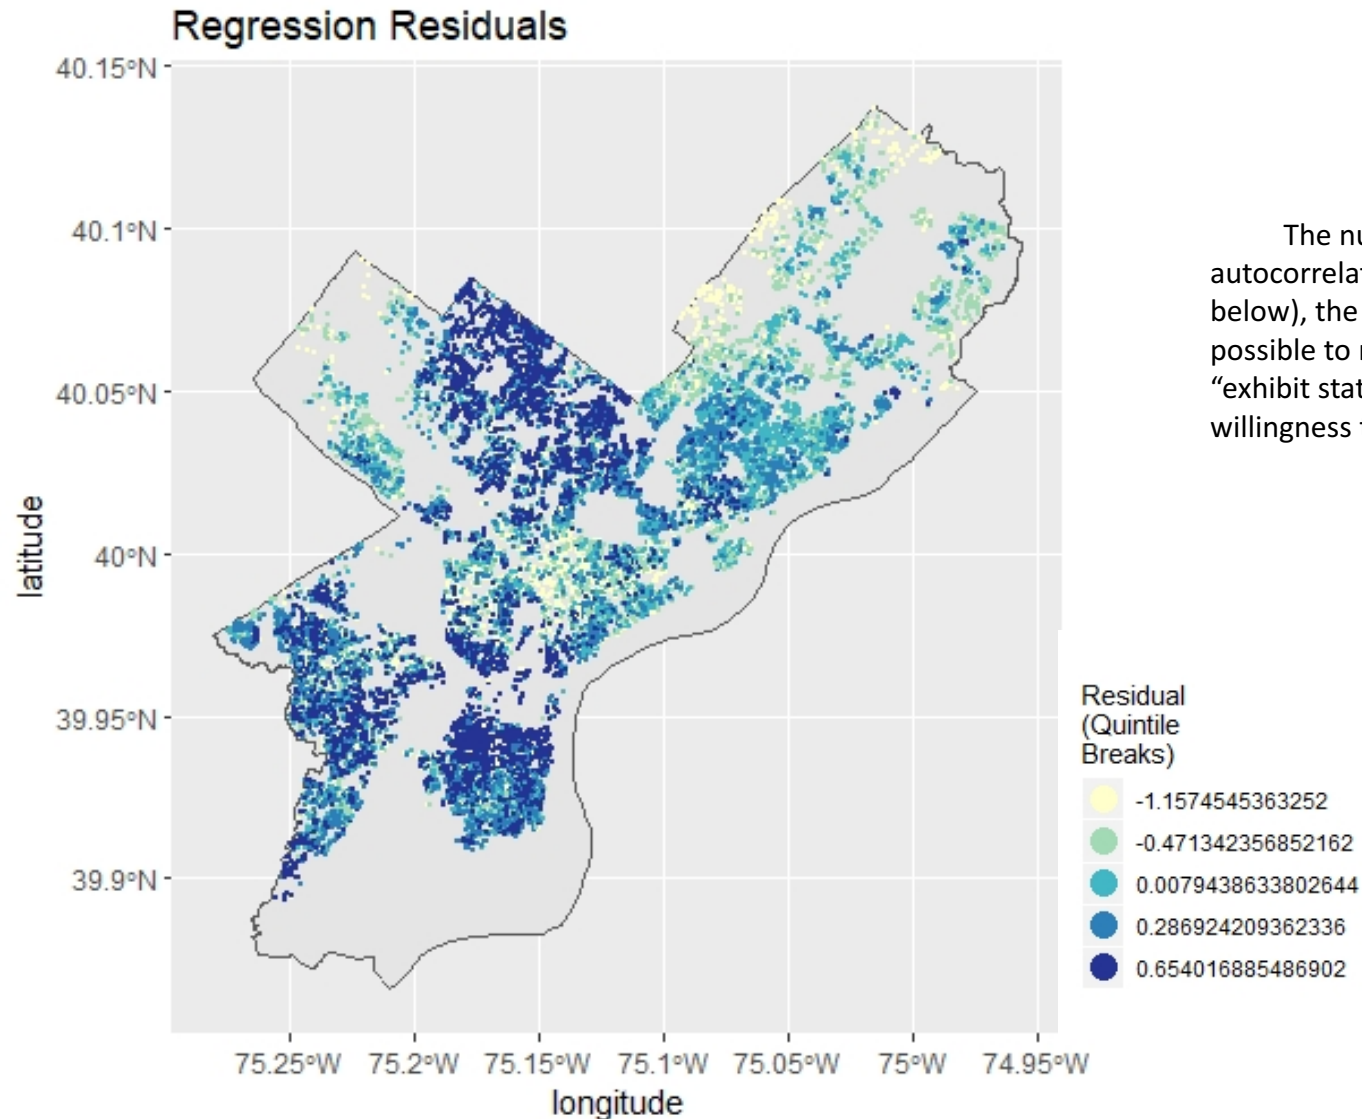 Regression Residuals
40.15°N
40.1°N
40.05°N
40°N
39.95°N
39.9°N
latitude
75.25°W 75.2°W 75.15°W 75.1°W 75.05°W 75°W 74.95°W
longitude
Residual
(Quintile
Breaks)
-1.1574545363252
-0.471342356852162
0.0079438633802644
0.286924209362336
0.654016885486902
The nu
autocorrelat
below), the
possible to
“exhibit stat
willingness